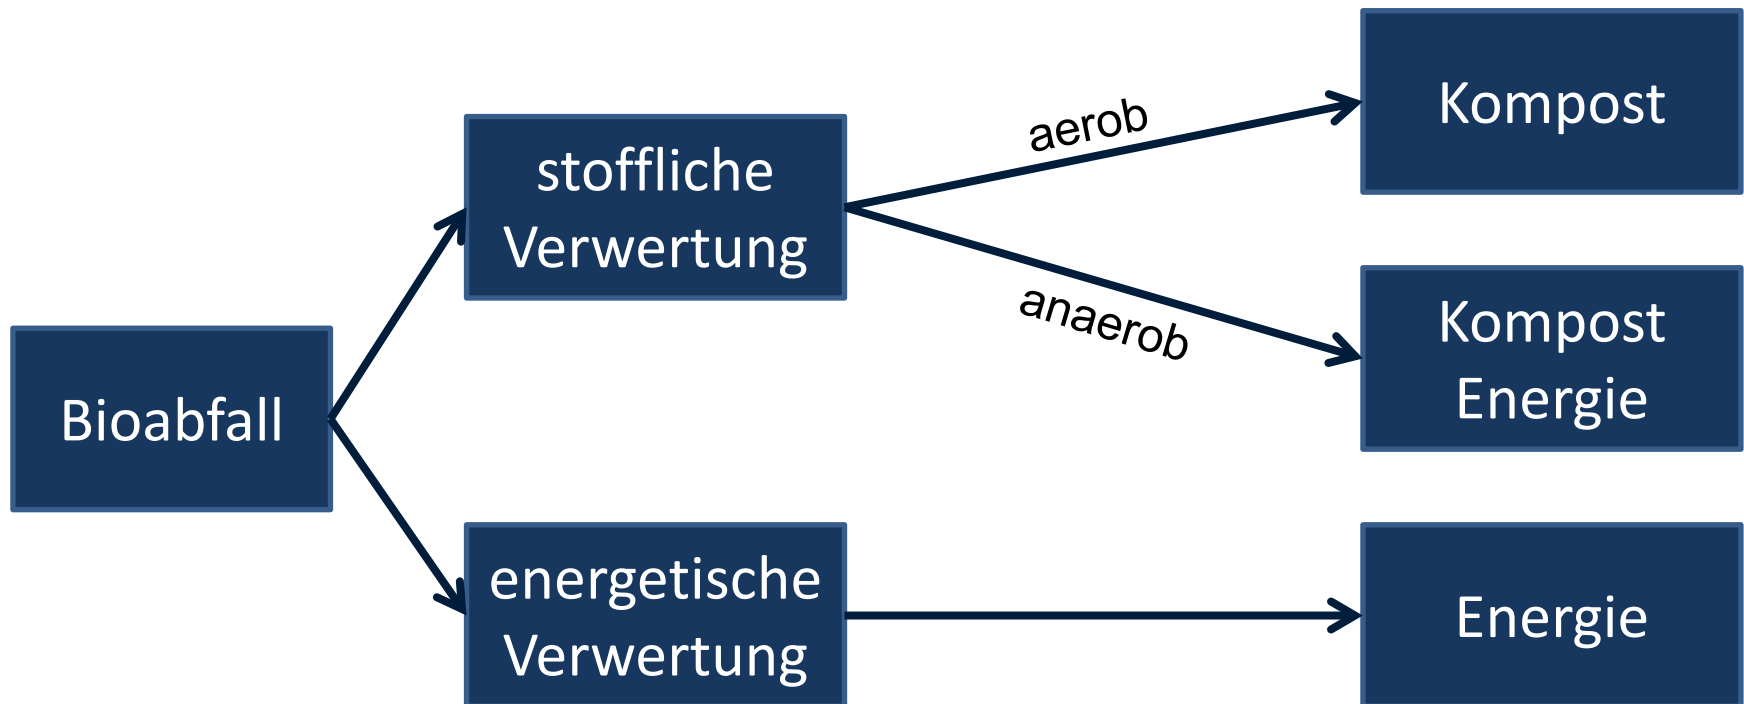 Bioabfall
stoffliche
Verwertung
energetische
Verwertung
aerob
anaerob
Kompost
Kompost
Energie
Energie